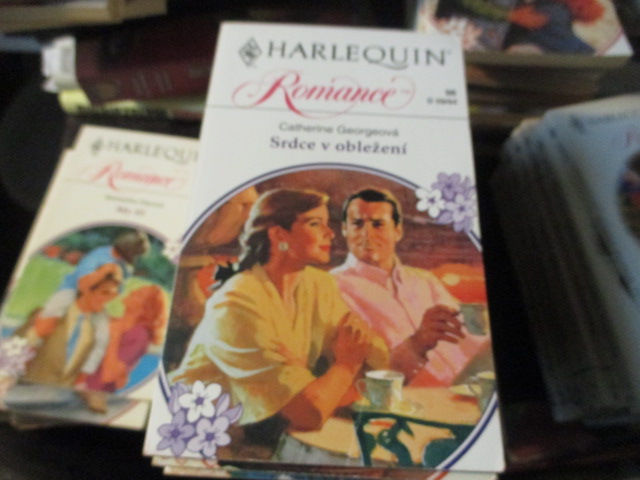 HARLEQUIN
Romance
Catherine Georgeová
Srdce v obležení
HARLEQUIN
Romance